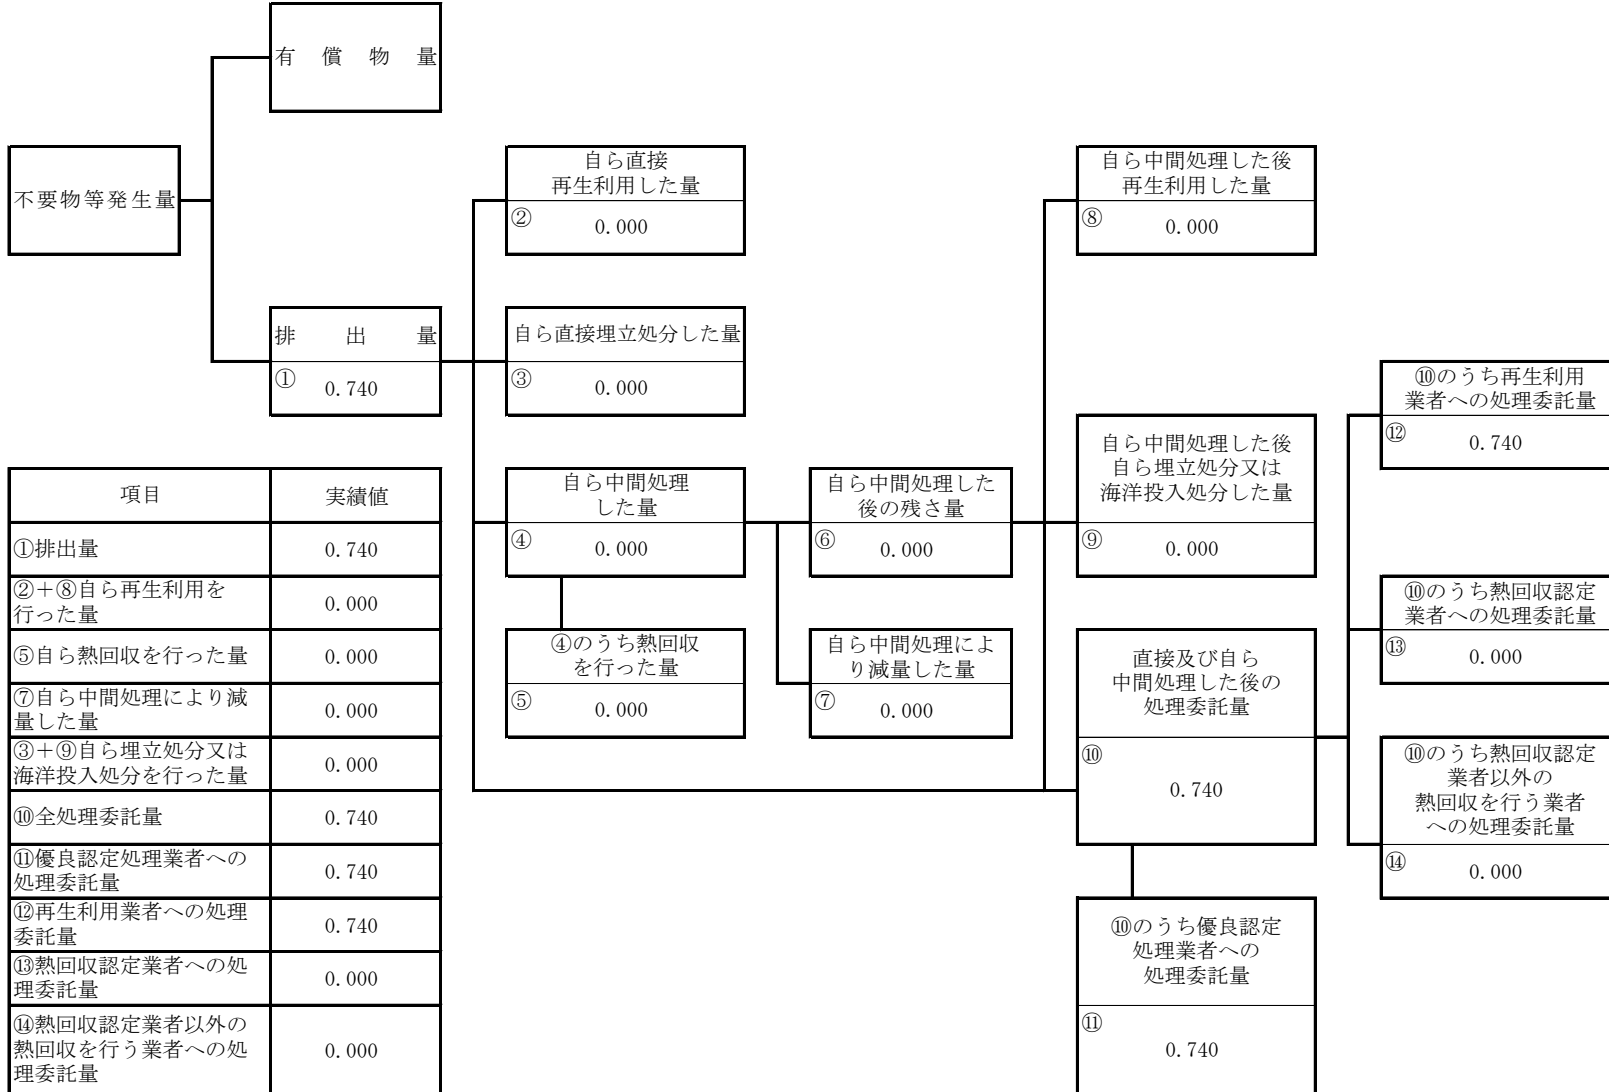 有償物量
不要物等発生量
自ら直接
再生利用した量
②
0.000
自ら中間処理した後
再生利用した量
⑧
0.000
排出量
①
0.740
自ら直接埋立処分した量
③
0.000
⑩のうち再生利用
業者への処理委託量
⑫
0.740
自ら中間処理
した量
④
0.000
自ら中間処理した
後の残さ量
⑥
0.000
自ら中間処理した後
自ら埋立処分又は
海洋投入処分した量
⑨
0.000
⑩のうち熱回収認定
業者への処理委託量
⑬
0.000
④のうち熱回収
を行った量
⑤
0.000
自ら中間処理によ
り減量した量
⑦
0.000
直接及び自ら
中間処理した後の
処理委託量
⑩
0.740
⑩のうち熱回収認定
業者以外の
熱回収を行う業者
への処理委託量
⑭
0.000
⑩のうち優良認定
処理業者への
処理委託量
⑪
0.740
項目 実績値
①排出量 0.740
②+⑧自ら再生利用を
行った量 0.000
⑤自ら熱回収を行った量 0.000
⑦自ら中間処理により減
量した量 0.000
③+⑨自ら埋立処分又は
海洋投入処分を行った量 0.000
⑩全処理委託量 0.740
⑪優良認定処理業者への
処理委託量 0.740
⑫再生利用業者への処理
委託量 0.740
⑬熱回収認定業者への処
理委託量 0.000
⑭熱回収認定業者以外の
熱回収を行う業者への処 0.000
理委託量